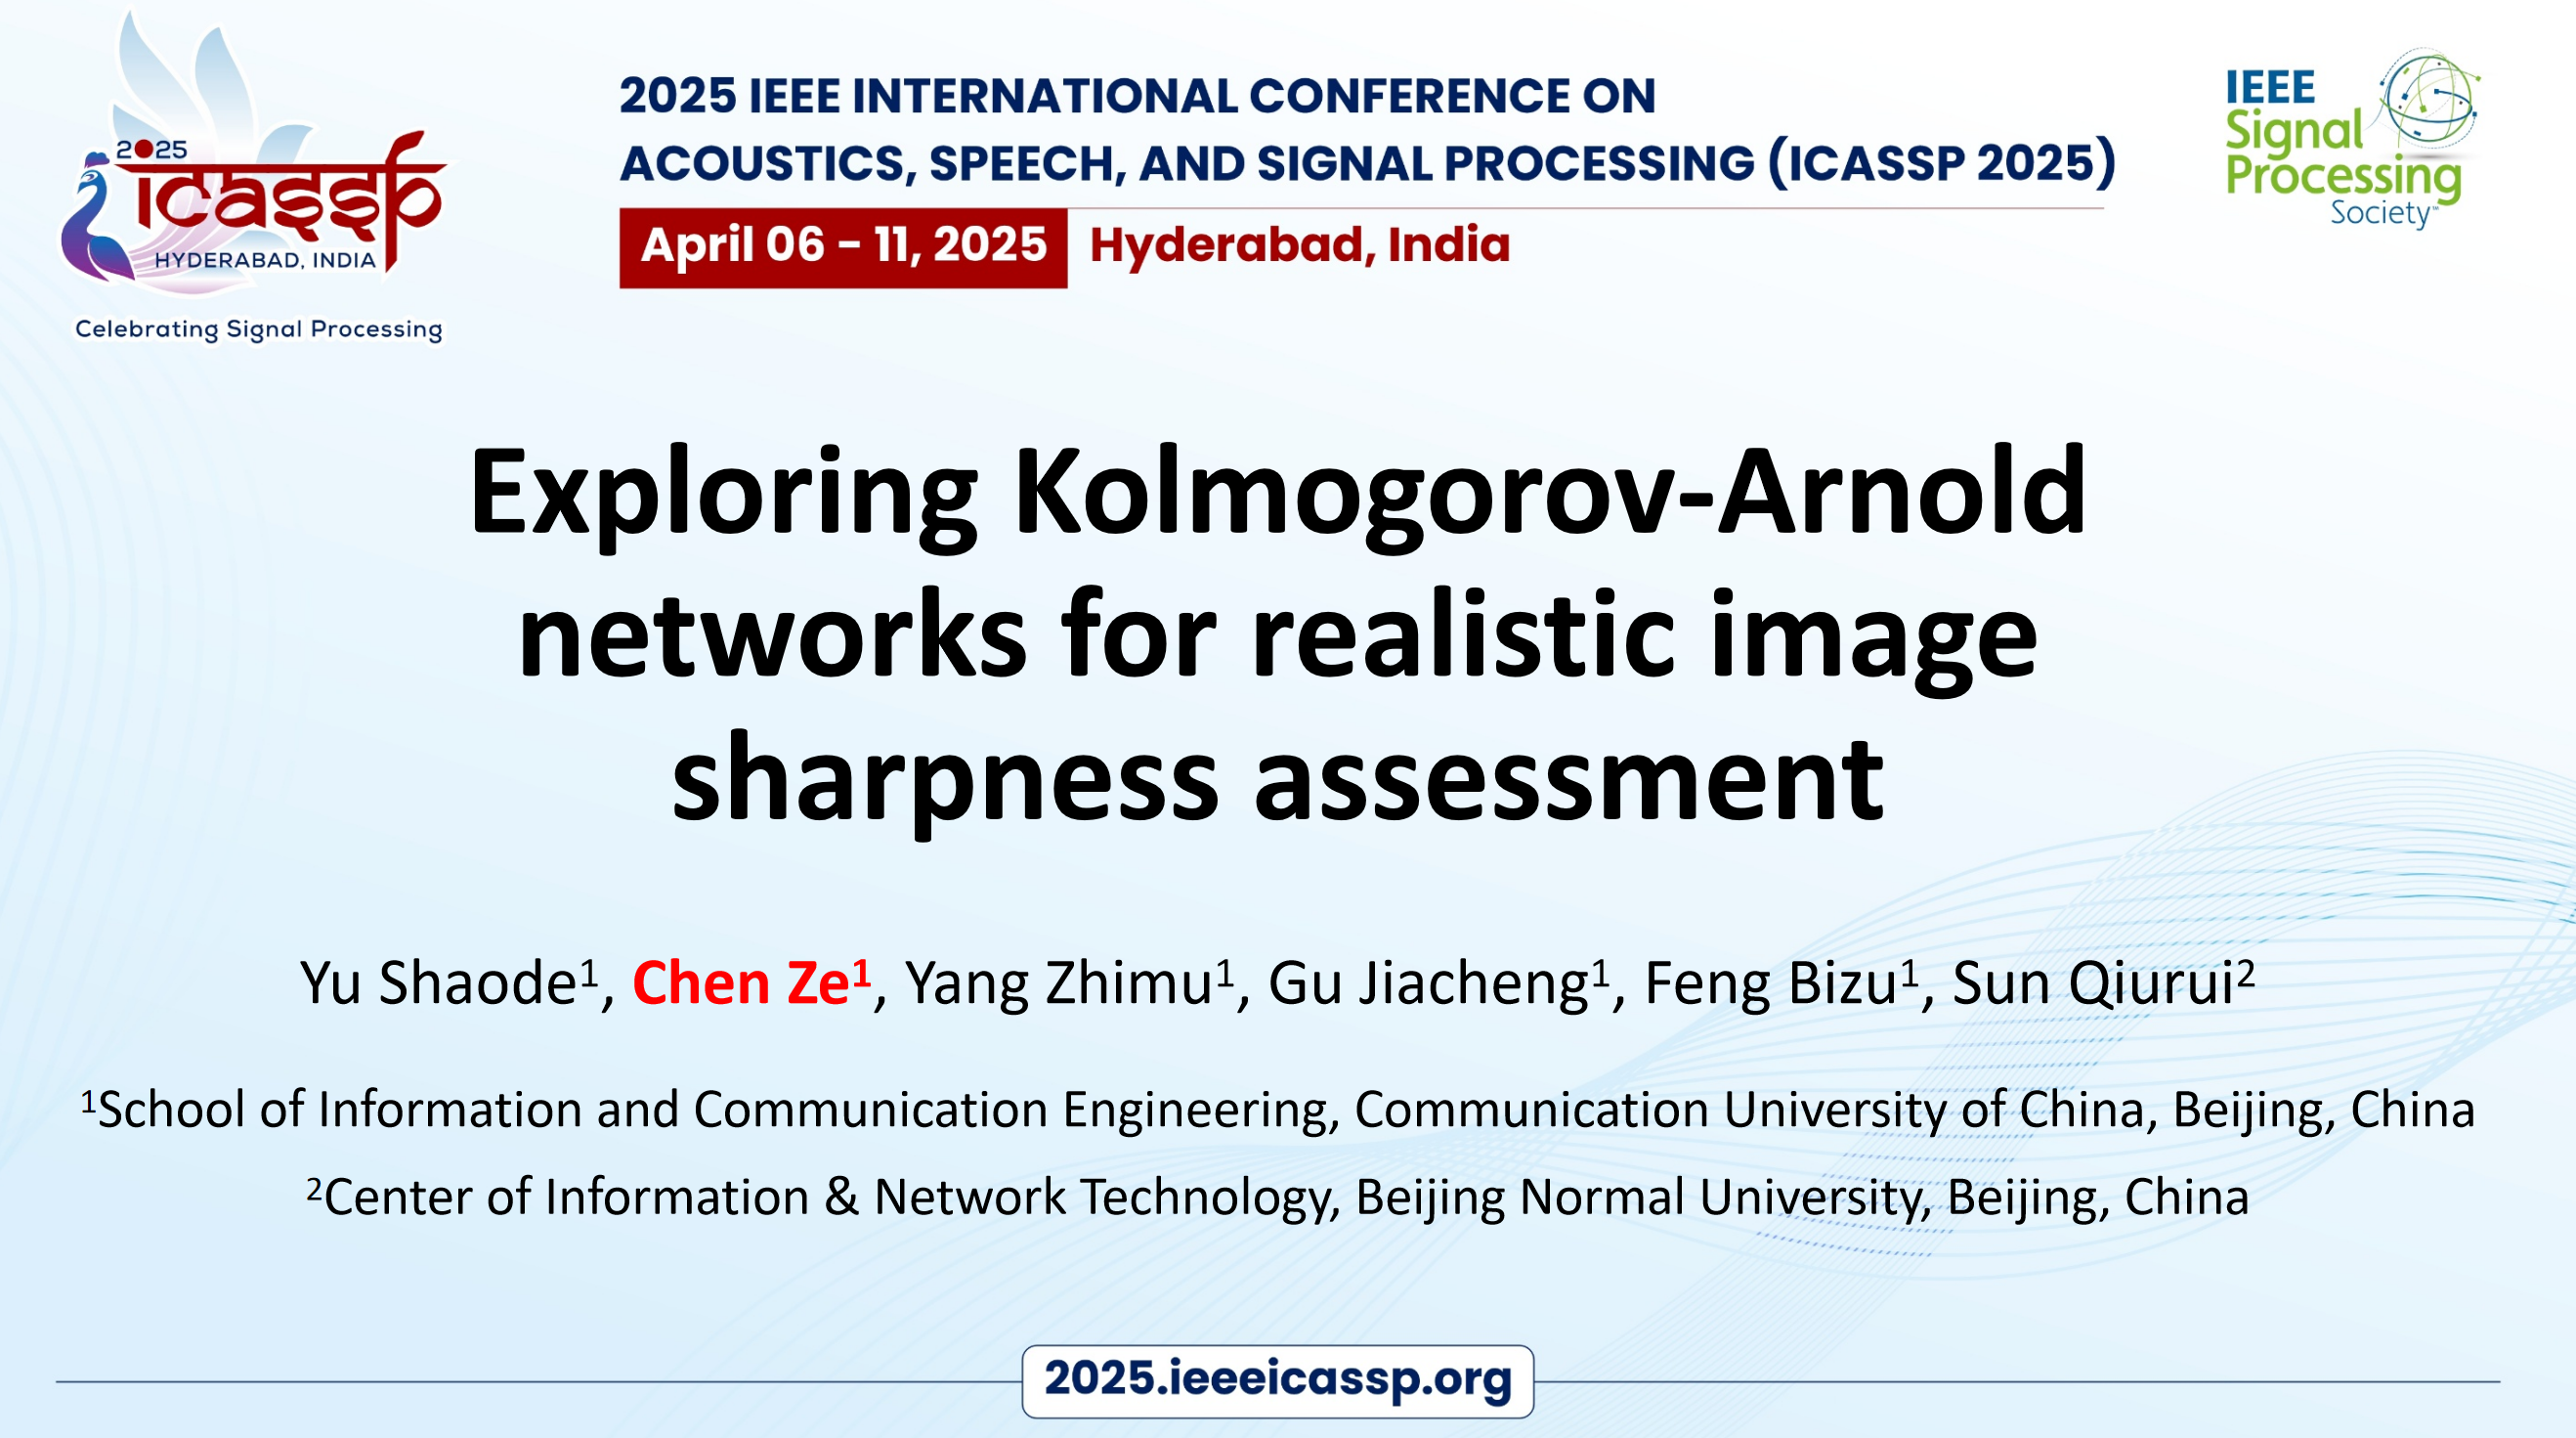 2025
icassp
HYDERABAD, INDIA
Celebrating Signal Processing
2025 IEEE INTERNATIONAL CONFERENCE ON
ACOUSTICS, SPEECH, AND SIGNAL PROCESSING (ICASSP 2025)
April 06 - 11, 2025 Hyderabad, India
IEEE
Signal
Processing
Society™
Exploring Kolmogorov-Arnold
networks for realistic image
sharpness assessment
Yu Shaode¹, Chen Ze¹, Yang Zhimu¹, Gu Jiacheng¹, Feng Bizu¹, Sun Qiurui²
¹School of Information and Communication Engineering, Communication University of China, Beijing, China
²Center of Information & Network Technology, Beijing Normal University, Beijing, China
2025.ieeeicassp.org